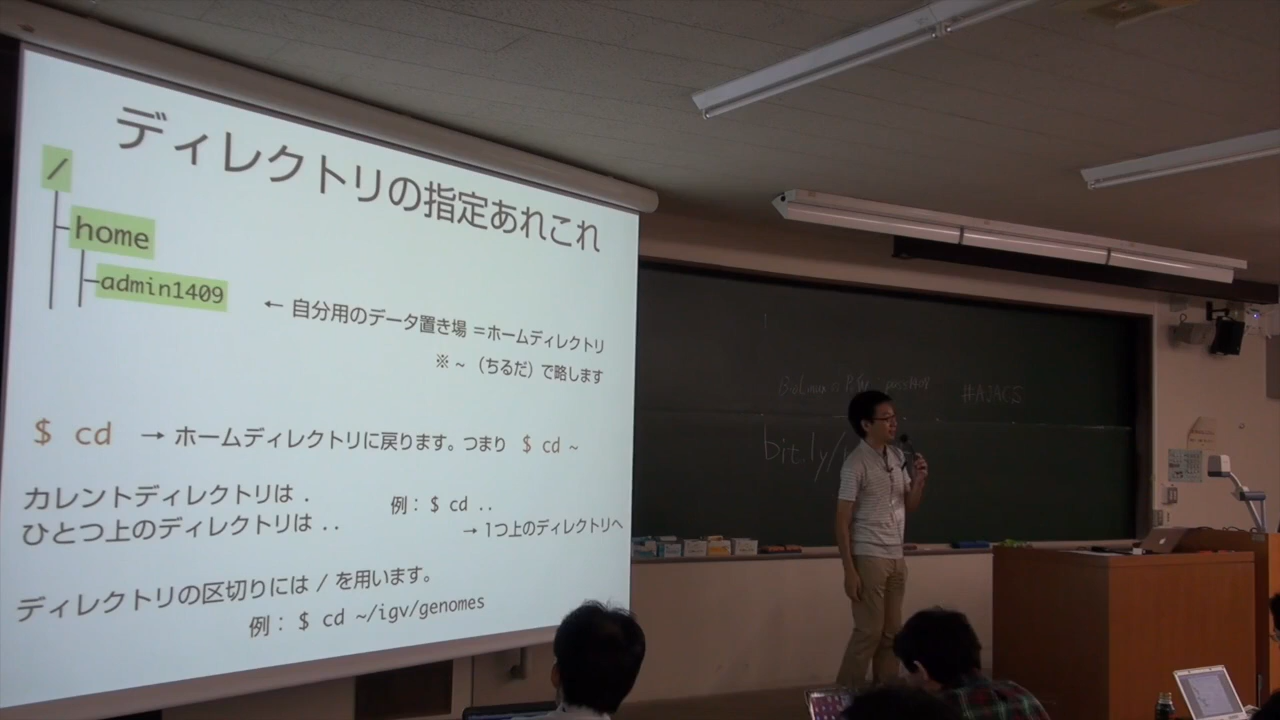 ディレクトリの指定あれこれ
/
home
admin1409
← 自分用のデータ置き場 =ホームディレクトリ
※ ~ （ちるだ）で略します
$ cd → ホームディレクトリに戻ります。つまり $ cd ~
カレントディレクトリは .
例: $ cd ..
ひとつ上のディレクトリは ..
→ 1つ上のディレクトリへ
ディレクトリの区切りには / を用います。
例: $ cd ~/igv/genomes
#AJACS
bit.ly/